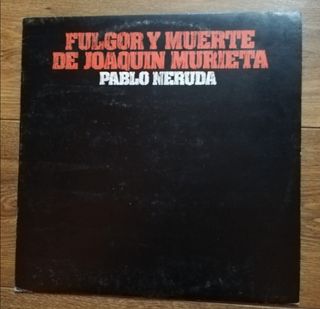 FULGOR Y MUERTE
DE JOAQUIN MURIETA
PABLO NERUDA